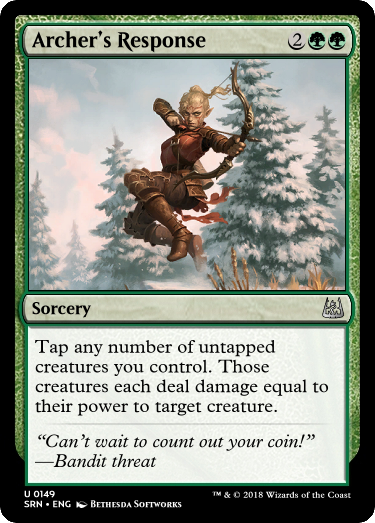 Archer's Response 2
Sorcery
Tap any number of untapped
creatures you control. Those
creatures each deal damage equal to
their power to target creature.
“Can't wait to count out your coin!”
—Bandit threat
U 0149
SRN • ENG Bethesda Softworks
™ & © 2018 Wizards of the Coast